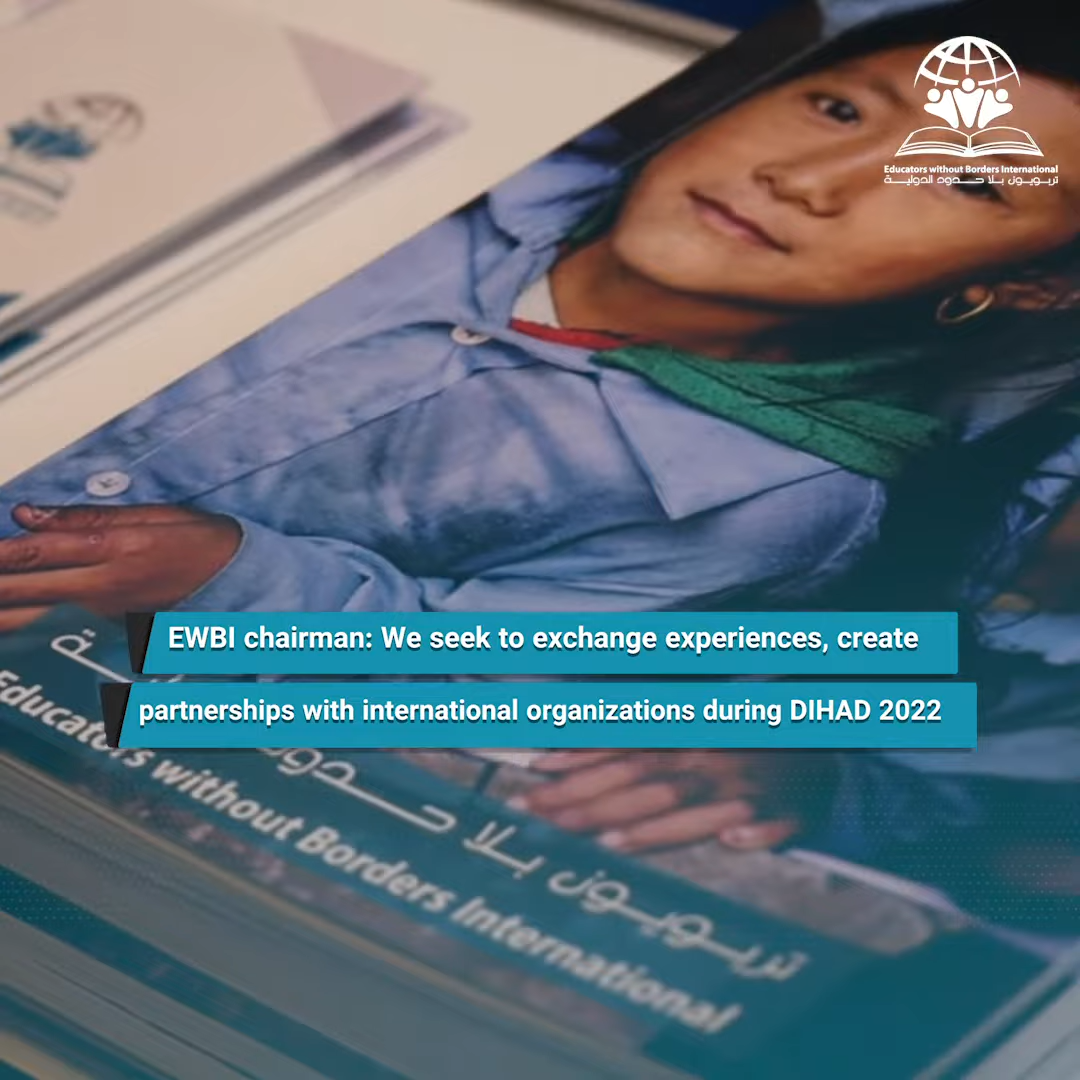 Educators without Borders International
تربويون بلا حدود الدولية
EWBI chairman: We seek to exchange experiences, create
partnerships with international organizations during DIHAD 2022
تربويون بلا حدود
Educators without Borders International